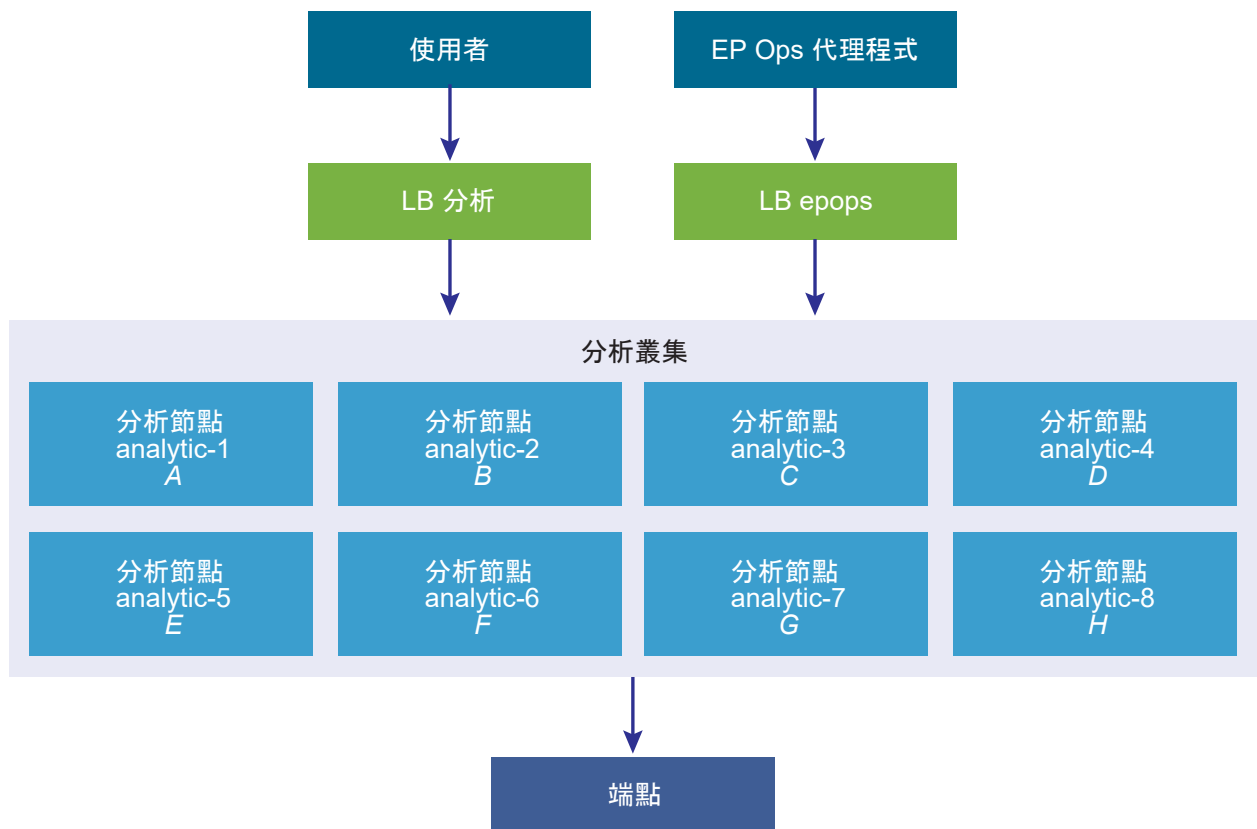 使用者
EP Ops 代理程式
LB 分析
LB epops
分析叢集
分析節點
analytic-1
A
分析節點
analytic-2
B
分析節點
analytic-3
C
分析節點
analytic-4
D
分析節點
analytic-5
E
分析節點
analytic-6
F
分析節點
analytic-7
G
分析節點
analytic-8
H
端點